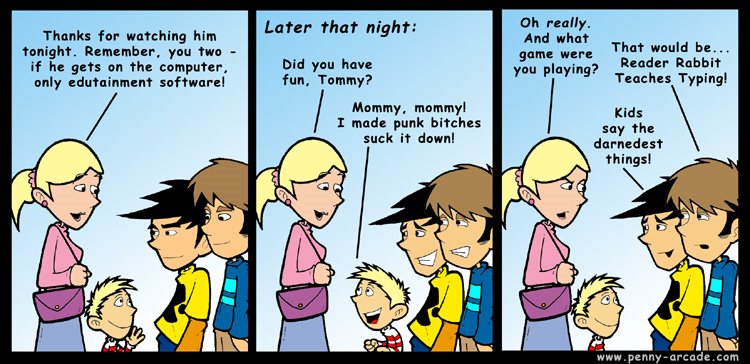 Thanks for watching him
tonight. Remember, you two -
if he gets on the computer,
only edutainment software!
Later that night:
Did you have
fun, Tommy?
Mommy, mommy!
I made punk bitches
suck it down!
Oh really.
And what
game were
you playing?
That would be...
Reader Rabbit
Teaches Typing!
Kids
say the
darnedest
things!
www.penny-arcade.com